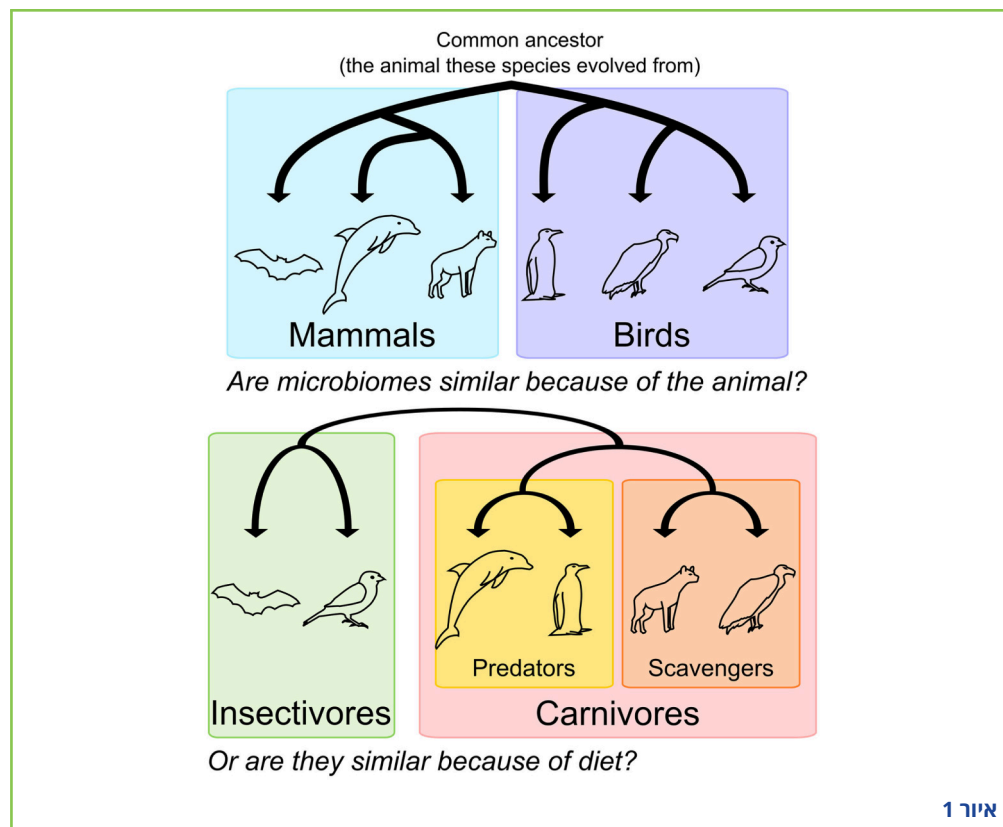 Common ancestor
(the animal these species evolved from)
Mammals
Birds
Are microbiomes similar because of the animal?
Predators
Scavengers
Insectivores
Carnivores
Or are they similar because of diet?
איור 1